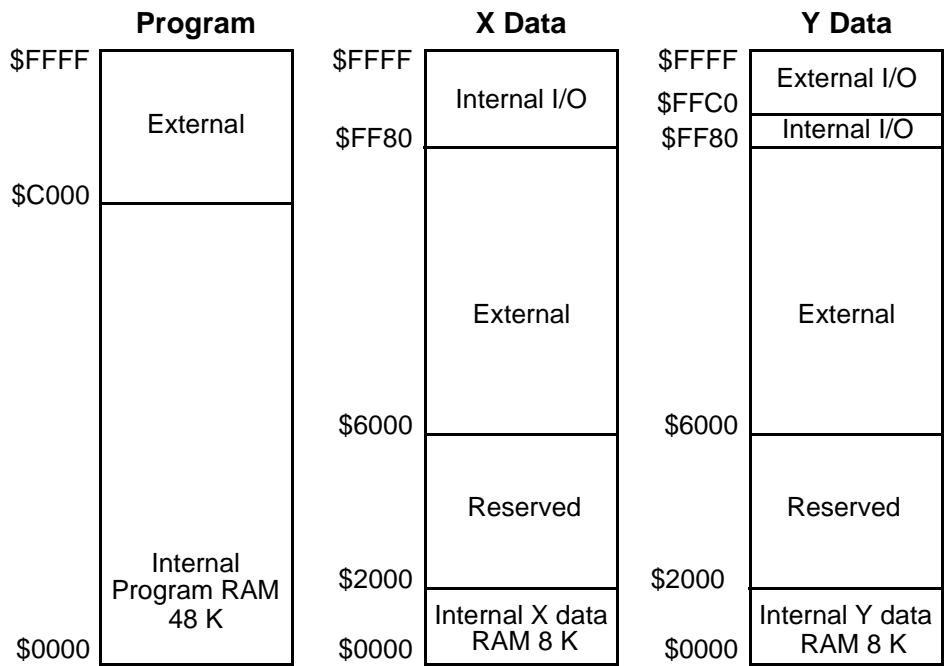 Program
$FFFF
External
$C000
Internal
Program RAM
48 K
$0000
X Data
$FFFF
Internal I/O
$FF80
External
$6000
Reserved
$2000
Internal X data
RAM 8 K
$0000
Y Data
$FFFF
External I/O
$FFC0
Internal I/O
$FF80
External
$6000
Reserved
$2000
Internal Y data
RAM 8 K
$0000